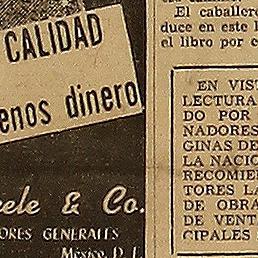 CALIDAD
enos dinero
ele & Co.
ORES GENERALES
México, D. F.
El caballer
duce en este l
el libro por c
EN VIST
LECTURA
DO POR
NADORES
GINAS DE
LA NACIO
RECOMIEN
TORES LA
DE OBRA
DE VENT
CIPALES